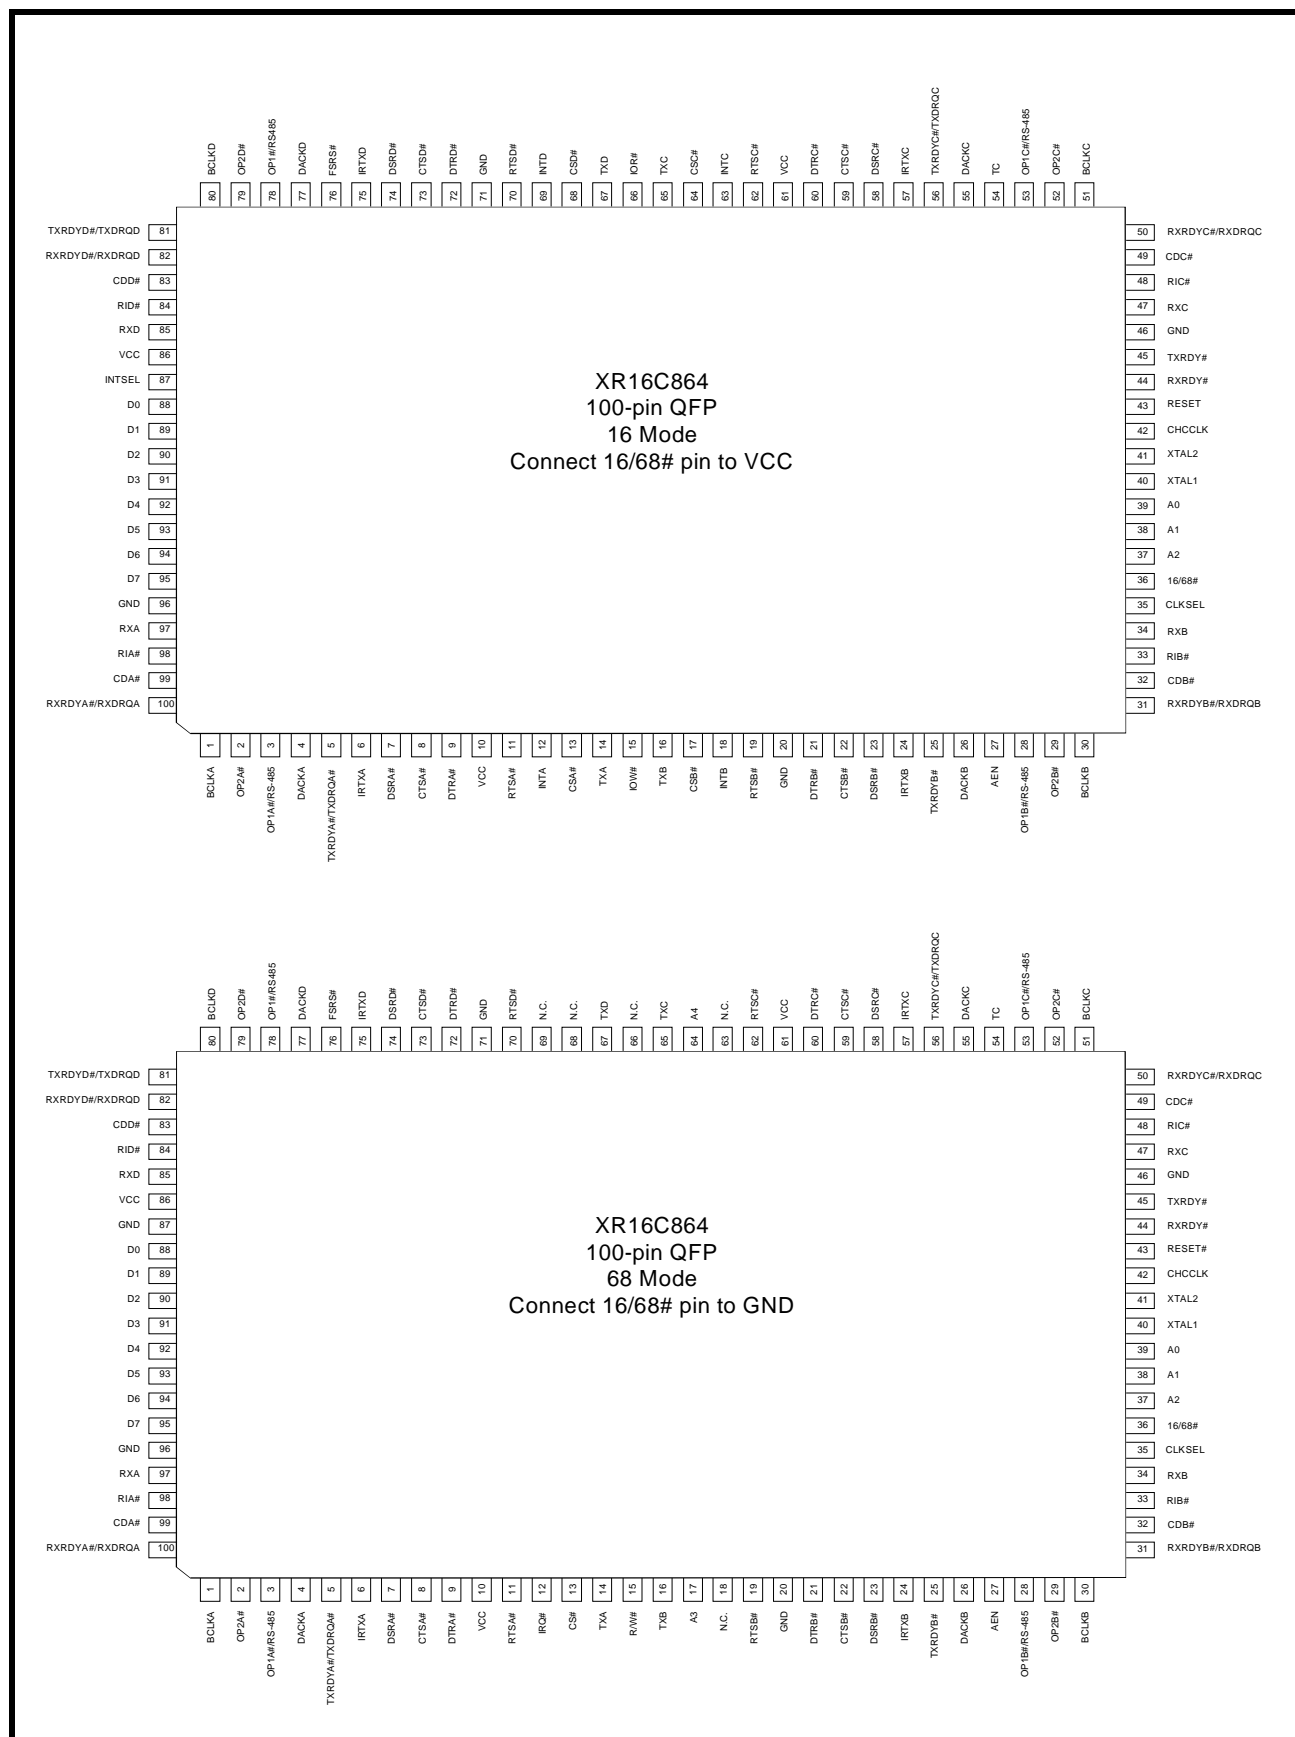 BCLKD OP2D# OP1#/RS485 DACKD FSRS# IRTXD DSRD# CTSD# DTRD# GND RTSD# INTD CSD# TXD IOR# TXC CSC# INTC RTSC# VCC DTRC# CTSC# DSRC# IRTXC TXRDYC#/TXDRQC DACKC TC OP1C#/RS-485 OP2C# BCLKC
80 79 78 77 76 75 74 73 72 71 70 69 68 67 66 65 64 63 62 61 60 59 58 57 56 55 54 53 52 51
TXRDYD#/TXDRQD 81 50 RXRDYC#/RXDRQC
RXRDYD#/RXDRQD 82 49 CDC#
CDD# 83 48 RIC#
RID# 84 47 RXC
RXD 85 46 GND
VCC 86 45 TXRDY#
INTSEL 87 44 RXRDY#
D0 88 43 RESET
D1 89 42 CHCCLK
D2 90 41 XTAL2
D3 91 40 XTAL1
D4 92 39 A0
D5 93 38 A1
D6 94 37 A2
D7 95 36 16/68#
GND 96 35 CLKSEL
RXA 97 34 RXB
RIA# 98 33 RIB#
CDA# 99 32 CDB#
RXRDYA#/RXDRQA 100 31 RXRDYB#/RXDRQB
XR16C864
100-pin QFP
16 Mode
Connect 16/68# pin to VCC
1 2 3 4 5 6 7 8 9 10 11 12 13 14 15 16 17 18 19 20 21 22 23 24 25 26 27 28 29 30
BCLKA OP2A# OP1A#/RS-485 DACKA TXRDYA#/TXDRQA# IRTXA DSRA# CTSA# DTRA# VCC RTSA# INTA CSA# TXA IOW# TXB CSB# INTB RTSB# GND DTRB# CTSB# DSRB# IRTXB TXRDYB# DACKB AEN OP1B#/RS-485 OP2B# BCLKB
BCLKD OP2D# OP1#/RS485 DACKD FSRS# IRTXD DSRD# CTSD# DTRD# GND RTSD# N.C. N.C. TXD N.C. TXC A4 N.C. RTSC# VCC DTRC# CTSC# DSRC# IRTXC TXRDYC#/TXDRQC DACKC TC OP1C#/RS-485 OP2C# BCLKC
80 79 78 77 76 75 74 73 72 71 70 69 68 67 66 65 64 63 62 61 60 59 58 57 56 55 54 53 52 51
TXRDYD#/TXDRQD 81 50 RXRDYC#/RXDRQC
RXRDYD#/RXDRQD 82 49 CDC#
CDD# 83 48 RIC#
RID# 84 47 RXC
RXD 85 46 GND
VCC 86 45 TXRDY#
GND 87 44 RXRDY#
D0 88 43 RESET#
D1 89 42 CHCCLK
D2 90 41 XTAL2
D3 91 40 XTAL1
D4 92 39 A0
D5 93 38 A1
D6 94 37 A2
D7 95 36 16/68#
GND 96 35 CLKSEL
RXA 97 34 RXB
RIA# 98 33 RIB#
CDA# 99 32 CDB#
RXRDYA#/RXDRQA 100 31 RXRDYB#/RXDRQB
XR16C864
100-pin QFP
68 Mode
Connect 16/68# pin to GND
1 2 3 4 5 6 7 8 9 10 11 12 13 14 15 16 17 18 19 20 21 22 23 24 25 26 27 28 29 30
BCLKA OP2A# OP1A#/RS-485 DACKA TXRDYA#/TXDRQA# IRTXA DSRA# CTSA# DTRA# VCC RTSA# IRQ# CS# TXA R/W# TXB A3 N.C. RTSB# GND DTRB# CTSB# DSRB# IRTXB TXRDYB# DACKB AEN OP1B#/RS-485 OP2B# BCLKB